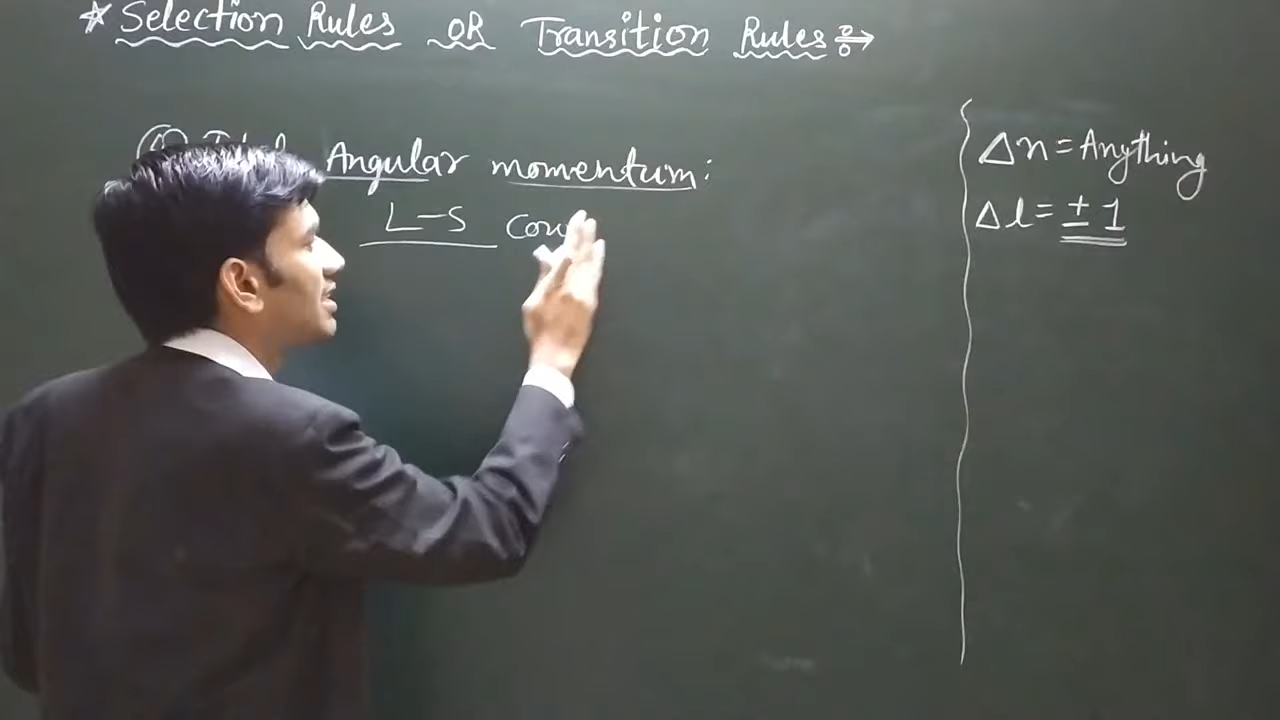 * Selection Rules OR Transition Rules
Angular momentum:
L-S
Δn = Anything
Δl = ± 1